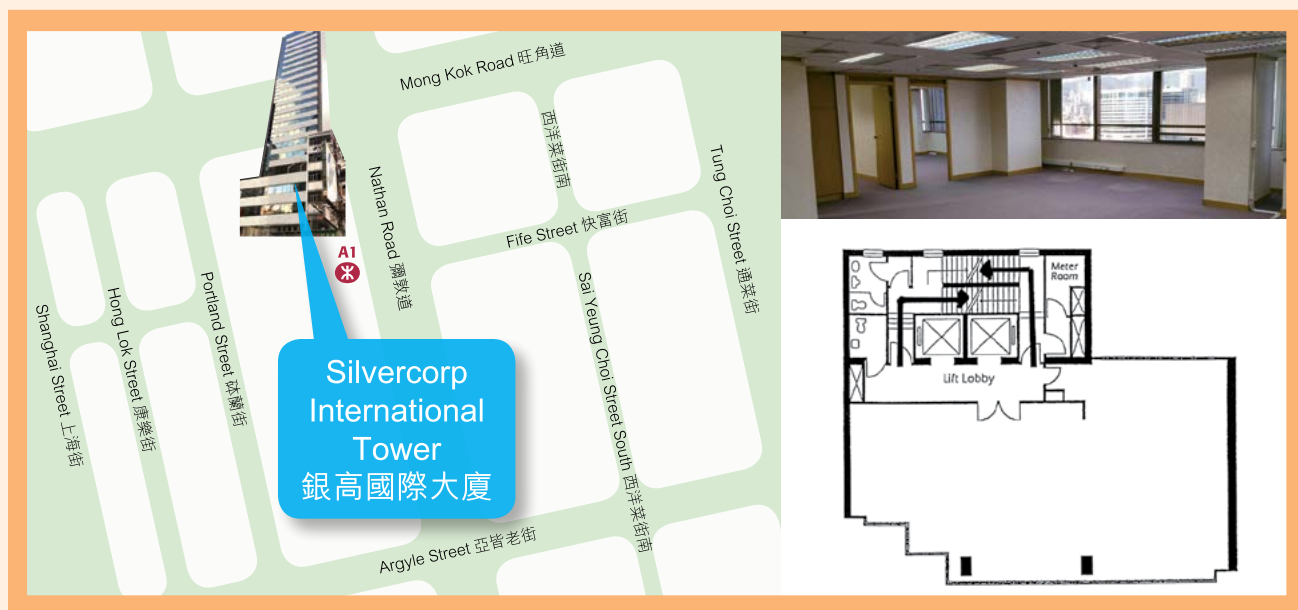 Mong Kok Road 旺角道
西洋菜街南
Tung Choi Street 通菜街
Nathan Road 彌敦道
Fife Street 快富街
A1
Sai Yeung Choi Street South 西洋菜街南
Portland Street 砵蘭街
Hong Lok Street 康樂街
Shanghai Street 上海街
Silvercorp
International
Tower
銀高國際大廈
Argyle Street 亞皆老街
Meter
Room
Lift Lobby